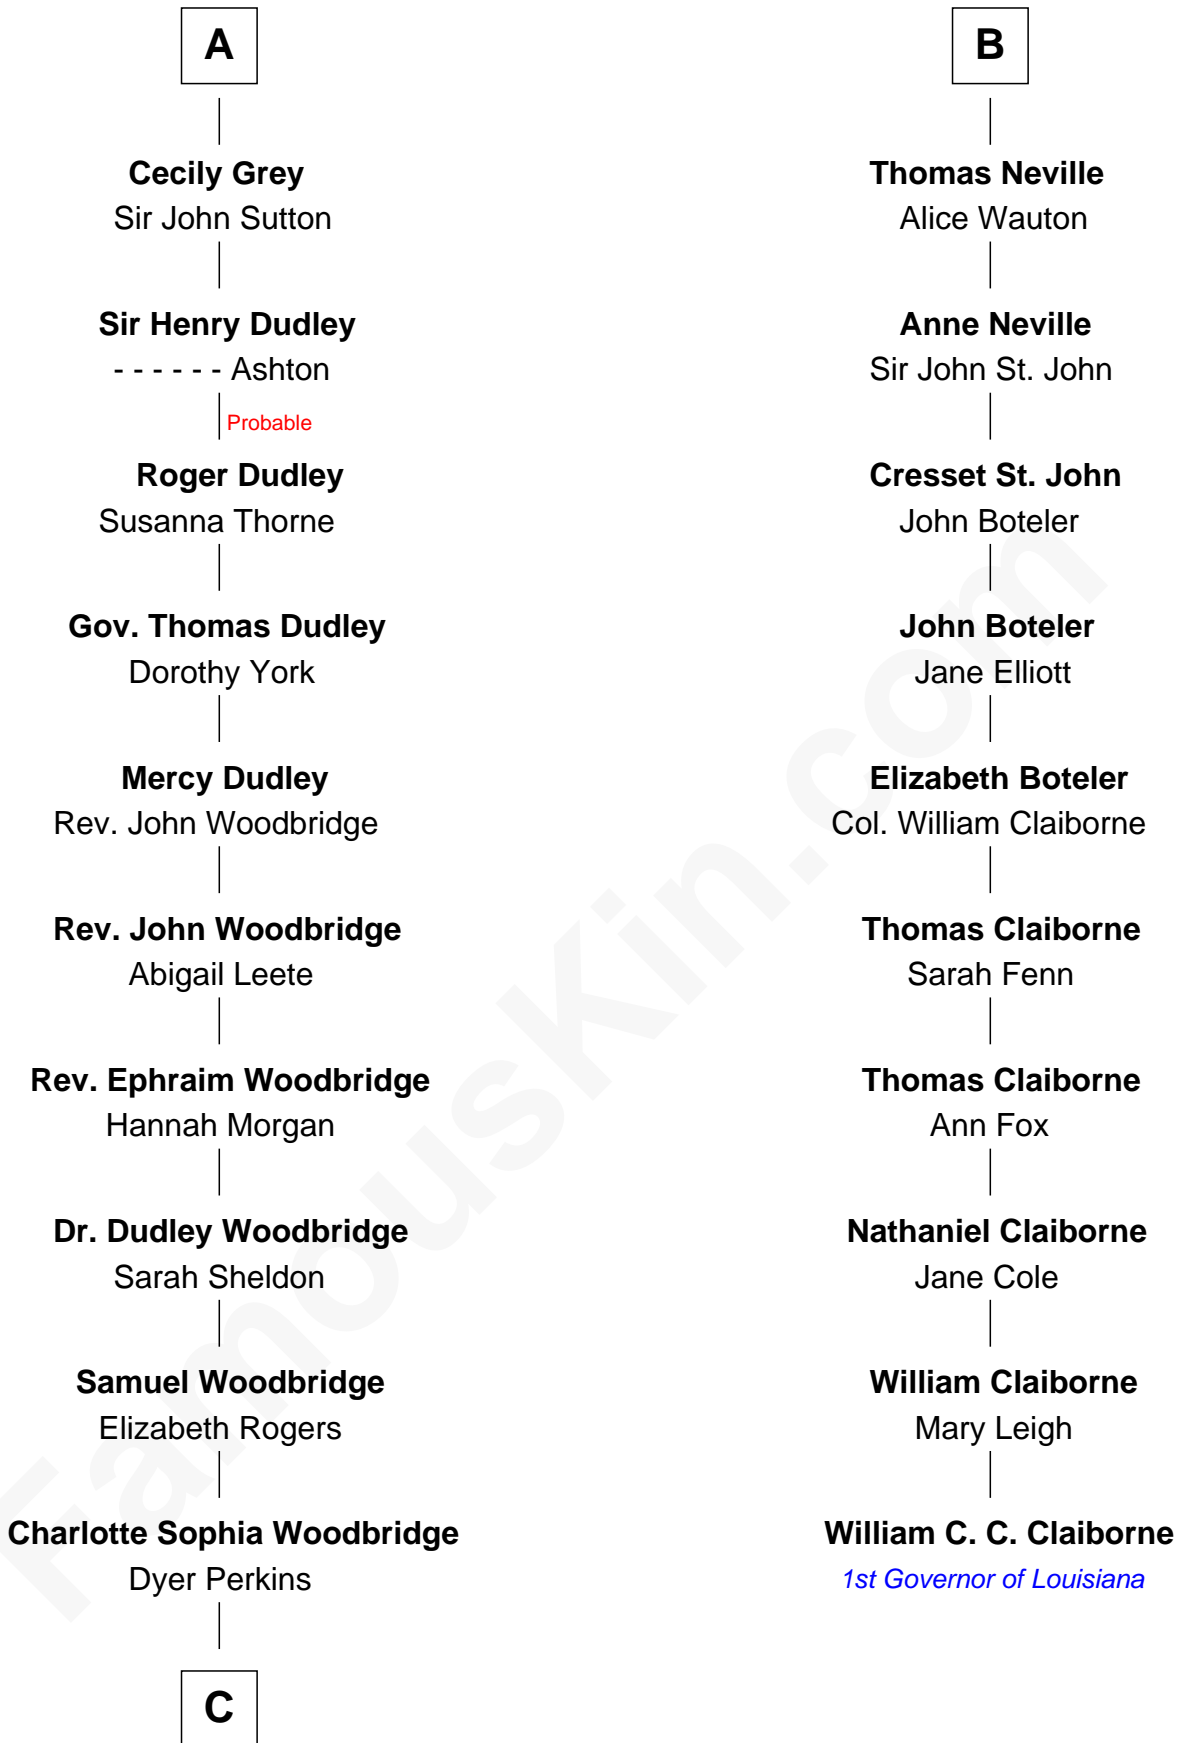 A
Cecily Grey
Sir John Sutton
Sir Henry Dudley
- - - - - - Ashton
Probable
Roger Dudley
Susanna Thorne
Gov. Thomas Dudley
Dorothy York
Mercy Dudley
Rev. John Woodbridge
Rev. John Woodbridge
Abigail Leete
Rev. Ephraim Woodbridge
Hannah Morgan
Dr. Dudley Woodbridge
Sarah Sheldon
Samuel Woodbridge
Elizabeth Rogers
Charlotte Sophia Woodbridge
Dyer Perkins
C
B
Thomas Neville
Alice Wauton
Anne Neville
Sir John St. John
Cresset St. John
John Boteler
John Boteler
Jane Elliott
Elizabeth Boteler
Col. William Claiborne
Thomas Claiborne
Sarah Fenn
Thomas Claiborne
Ann Fox
Nathaniel Claiborne
Jane Cole
William Claiborne
Mary Leigh
William C. C. Claiborne
1st Governor of Louisiana
FamousKin.com